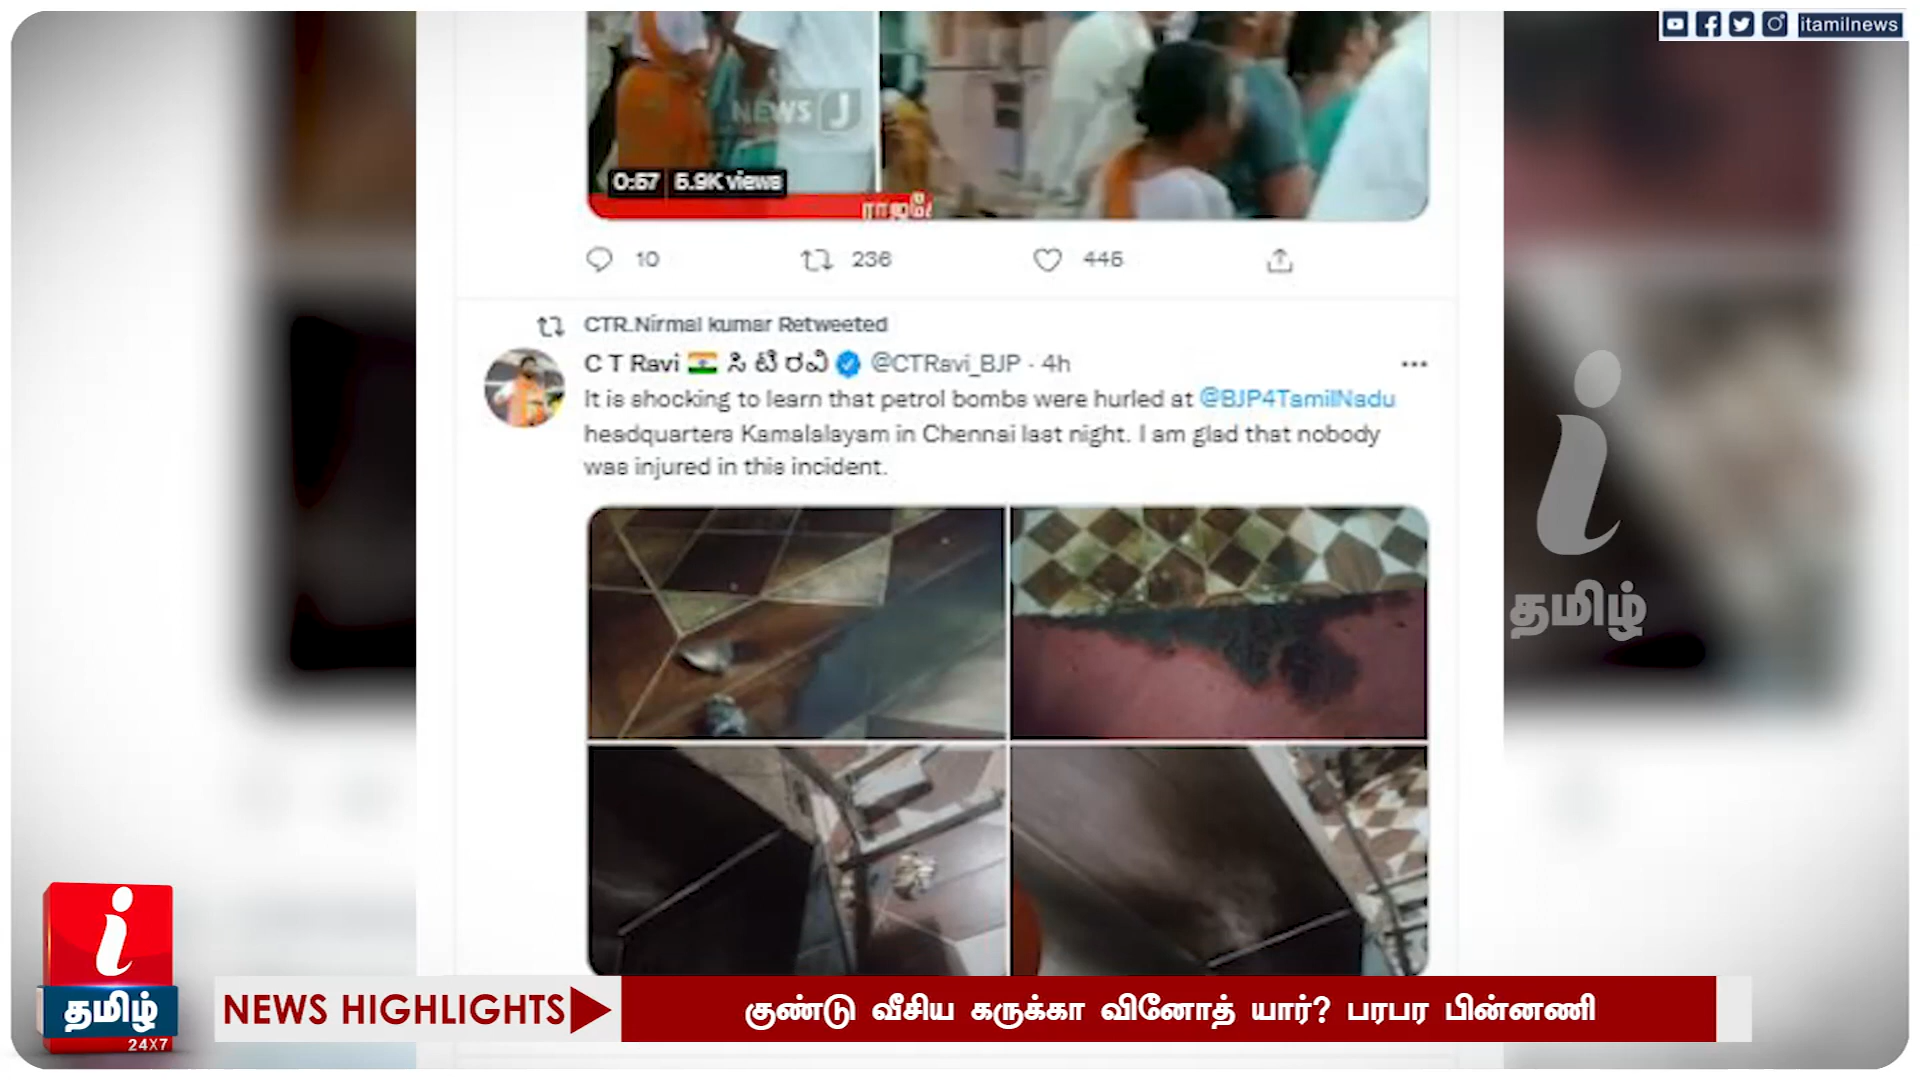 itamilnews
NEWS J
0:57 5.9K views
10 236 445
CTR.Nirmal kumar Retweeted
C T Ravi 🇮🇳 ಸಿ ಟಿ ರವಿ @CTRavi_BJP · 4h
It is shocking to learn that petrol bombs were hurled at @BJP4TamilNadu
headquarters Kamalalayam in Chennai last night. I am glad that nobody
was injured in this incident.
i
தமிழ்
i
தமிழ்
24X7
NEWS HIGHLIGHTS
குண்டு வீசிய கருக்கா வினோத் யார்? பரபர பின்னணி